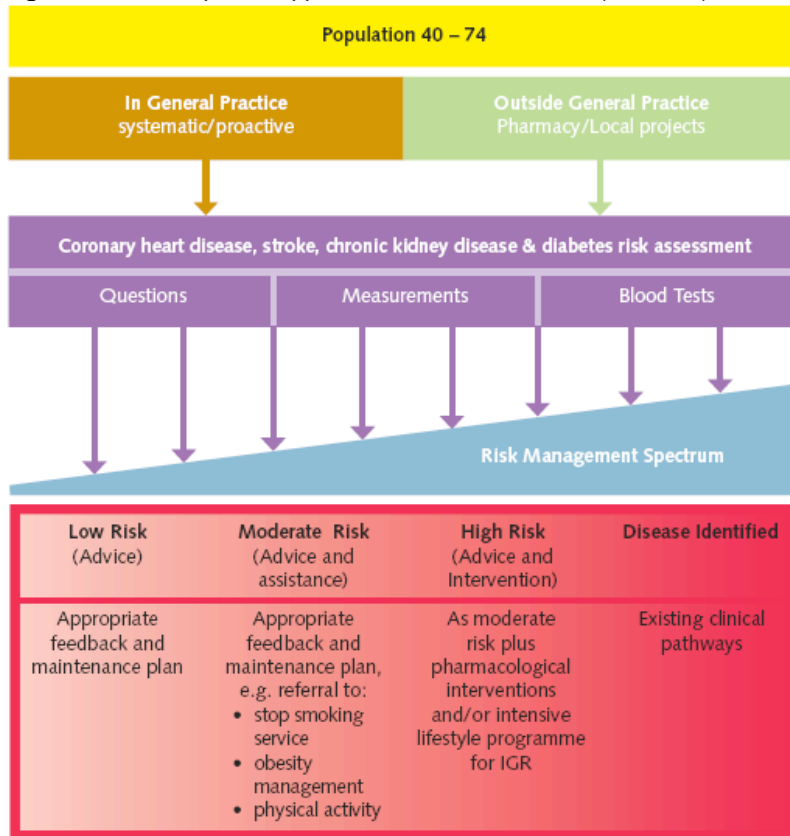 Population 40 – 74
In General Practice
systematic/proactive
Outside General Practice
Pharmacy/Local projects
Coronary heart disease, stroke, chronic kidney disease & diabetes risk assessment
Questions
Measurements
Blood Tests
Risk Management Spectrum
Low Risk
(Advice)
Moderate Risk
(Advice and
assistance)
High Risk
(Advice and
Intervention)
Disease Identified
Appropriate
feedback and
maintenance plan
Appropriate
feedback and
maintenance plan,
e.g. referral to:
• stop smoking
service
• obesity
management
• physical activity
As moderate
risk plus
pharmacological
interventions
and/or intensive
lifestyle programme
for IGR
Existing clinical
pathways